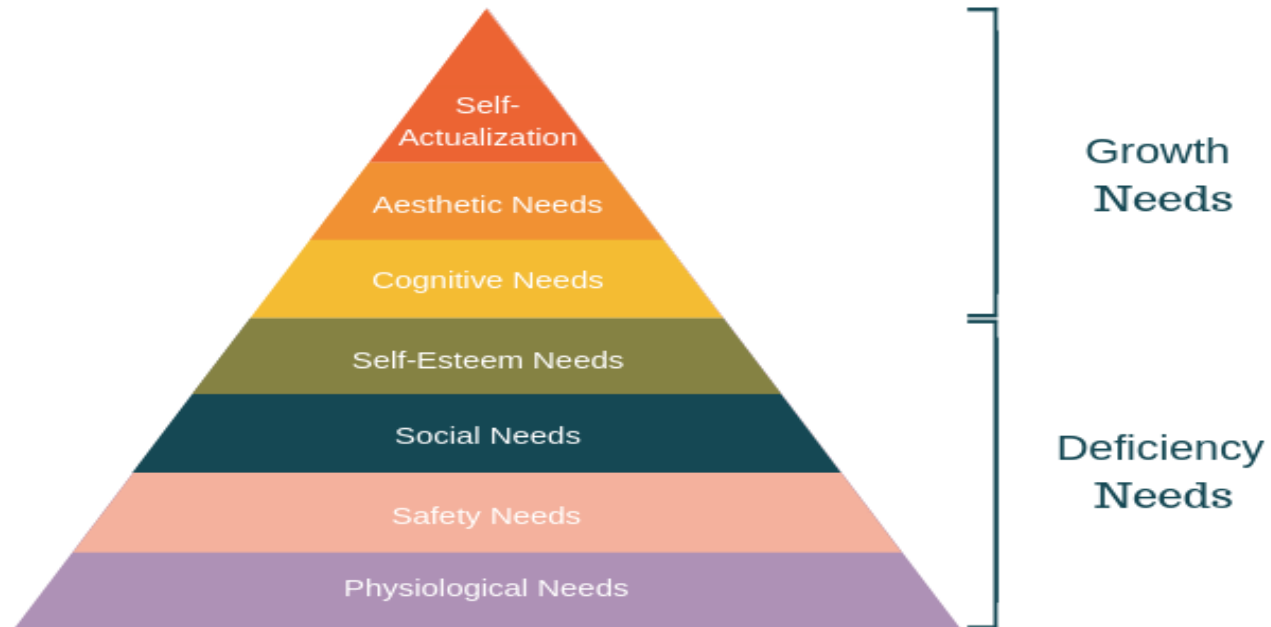 Self-
Actualization
Aesthetic Needs
Cognitive Needs
Self-Esteem Needs
Social Needs
Safety Needs
Physiological Needs
Growth
Needs
Deficiency
Needs